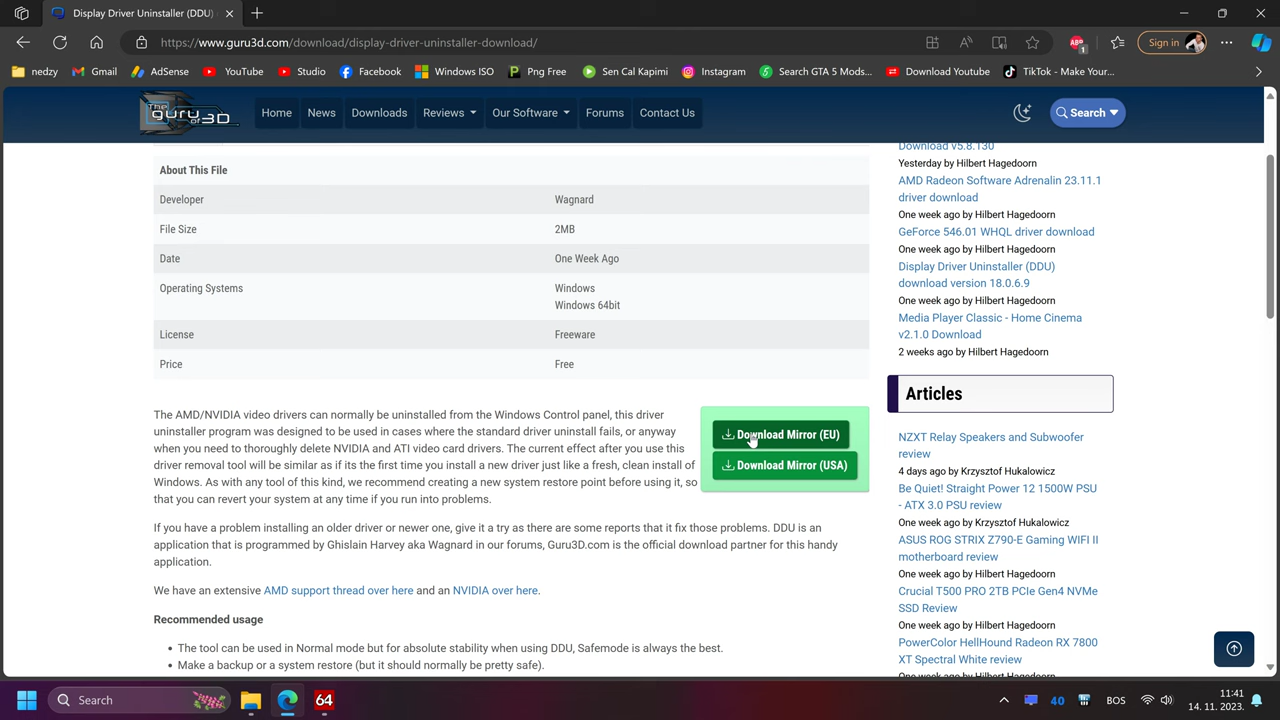 Display Driver Uninstaller (DDU)
https://www.guru3d.com/download/display-driver-uninstaller-download/
ABP
1
Sign in
nedzy
Gmail
AdSense
YouTube
Studio
Facebook
Windows ISO
Png Free
Sen Cal Kapimi
Instagram
Search GTA 5 Mods...
Download Youtube
TikTok - Make Your...
The guru of 3D
Home
News
Downloads
Reviews
Our Software
Forums
Contact Us
Search
About This File
Developer
Wagnard
File Size
2MB
Date
One Week Ago
Operating Systems
Windows
Windows 64bit
License
Freeware
Price
Free
The AMD/NVIDIA video drivers can normally be uninstalled from the Windows Control panel, this driver
uninstaller program was designed to be used in cases where the standard driver uninstall fails, or anyway
when you need to thoroughly delete NVIDIA and ATI video card drivers. The current effect after you use this
driver removal tool will be similar as if its the first time you install a new driver just like a fresh, clean install of
Windows. As with any tool of this kind, we recommend creating a new system restore point before using it, so
that you can revert your system at any time if you run into problems.
Download Mirror (EU)
Download Mirror (USA)
If you have a problem installing an older driver or newer one, give it a try as there are some reports that it fix those problems. DDU is an
application that is programmed by Ghislain Harvey aka Wagnard in our forums, Guru3D.com is the official download partner for this handy
application.
We have an extensive AMD support thread over here and an NVIDIA over here.
Recommended usage
• The tool can be used in Normal mode but for absolute stability when using DDU, Safemode is always the best.
• Make a backup or a system restore (but it should normally be pretty safe).
Download v5.8.130
Yesterday by Hilbert Hagedoorn
AMD Radeon Software Adrenalin 23.11.1
driver download
One week ago by Hilbert Hagedoorn
GeForce 546.01 WHQL driver download
One week ago by Hilbert Hagedoorn
Display Driver Uninstaller (DDU)
download version 18.0.6.9
One week ago by Hilbert Hagedoorn
Media Player Classic - Home Cinema
v2.1.0 Download
2 weeks ago by Hilbert Hagedoorn
Articles
NZXT Relay Speakers and Subwoofer
review
4 days ago by Krzysztof Hukalowicz
Be Quiet! Straight Power 12 1500W PSU
- ATX 3.0 PSU review
One week ago by Krzysztof Hukalowicz
ASUS ROG STRIX Z790-E Gaming WIFI II
motherboard review
One week ago by Hilbert Hagedoorn
Crucial T500 PRO 2TB PCIe Gen4 NVMe
SSD Review
One week ago by Hilbert Hagedoorn
PowerColor HellHound Radeon RX 7800
XT Spectral White review
One week ago by Hilbert Hagedoorn
Search
64
40
BOS
11:41
14. 11. 2023.